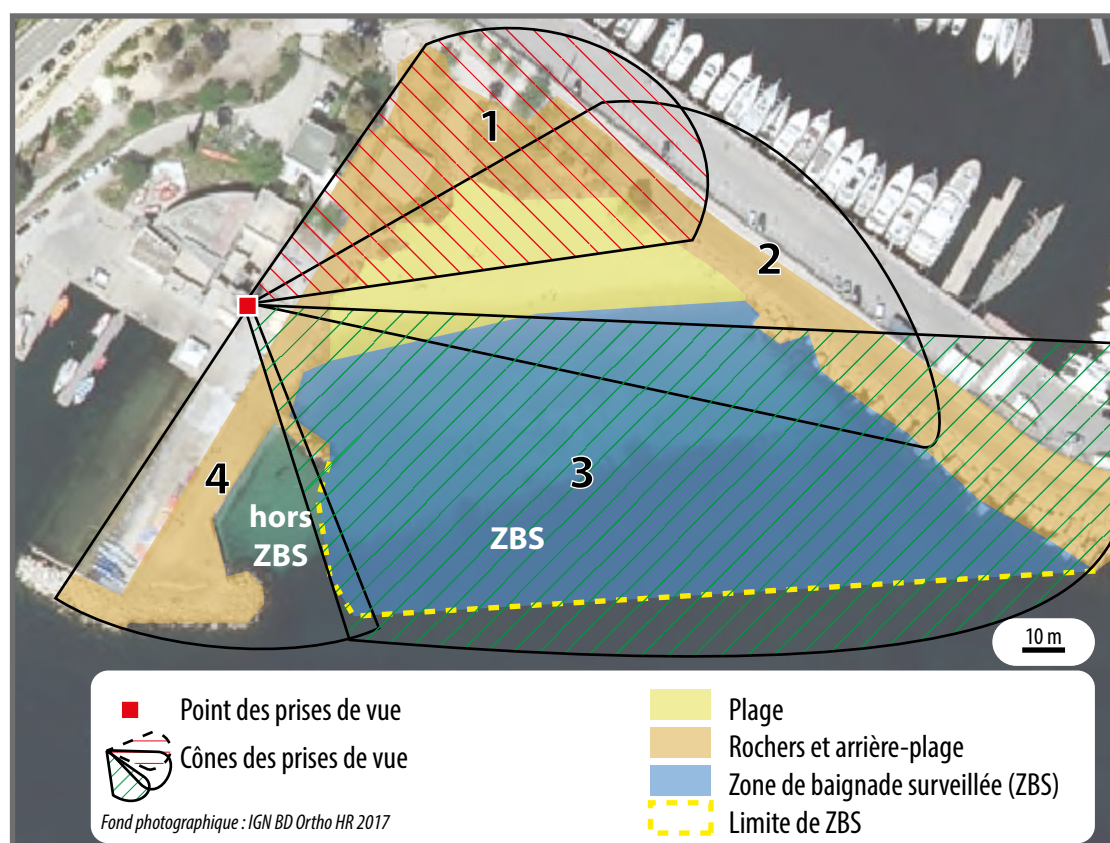 1
2
3
4
hors
ZBS
ZBS
10 m
Point des prises de vue
Cônes des prises de vue
Fond photographique : IGN BD Ortho HR 2017
Plage
Rochers et arrière-plage
Zone de baignade surveillée (ZBS)
Limite de ZBS